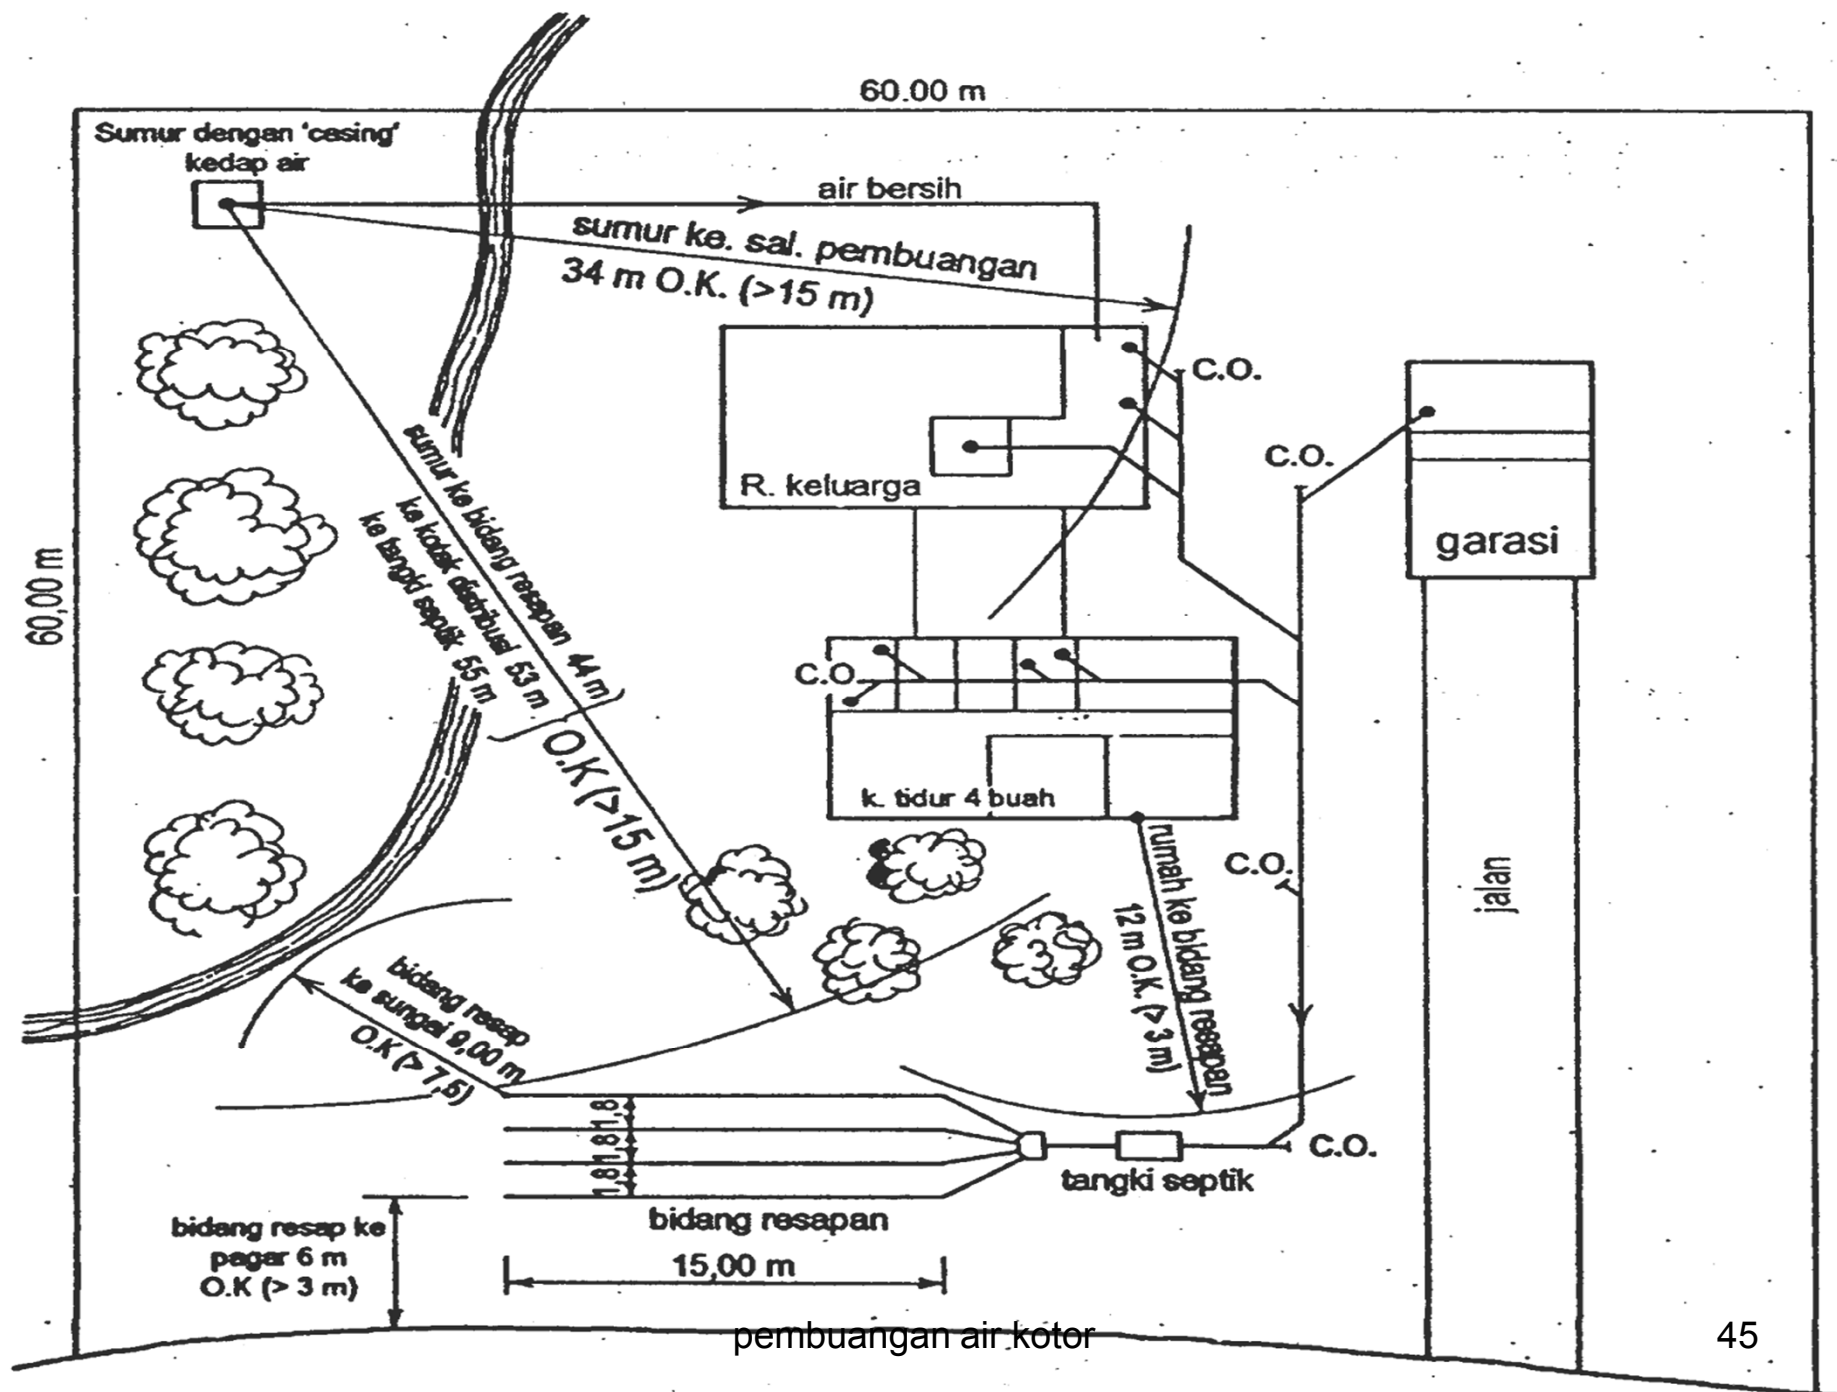 60.00 m
Sumur dengan 'casing'
kedap air
air bersih
sumur ke. sal. pembuangan
34 m O.K. (>15 m)
C.O.
C.O.
R. keluarga
garasi
60,00 m
sumur ke bidang resapan 44 m
ke kotak distribusi 53 m
ke tangki septik 55 m
O.K (>15 m)
C.O.
k. tidur 4 buah
C.O.
jalan
rumah ke bidang resapan
12 m O.K. (> 3 m)
bidang resap
ke sungai 9,00 m
O.K (> 7,5)
1,8
1,8
1,8
C.O.
tangki septik
bidang resapan
bidang resap ke
pagar 6 m
O.K (> 3 m)
15,00 m
pembuangan air kotor
45